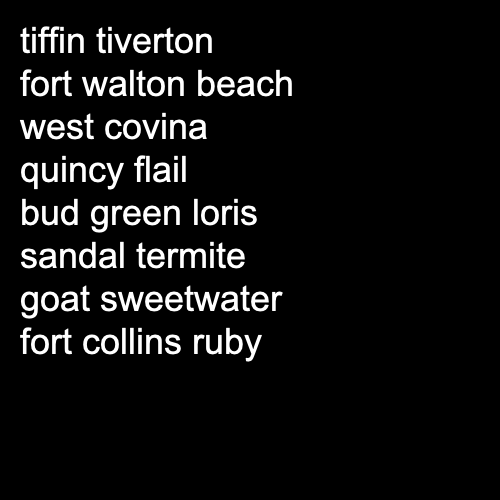 tiffin tiverton
fort walton beach
west covina
quincy flail
bud green loris
sandal termite
goat sweetwater
fort collins ruby